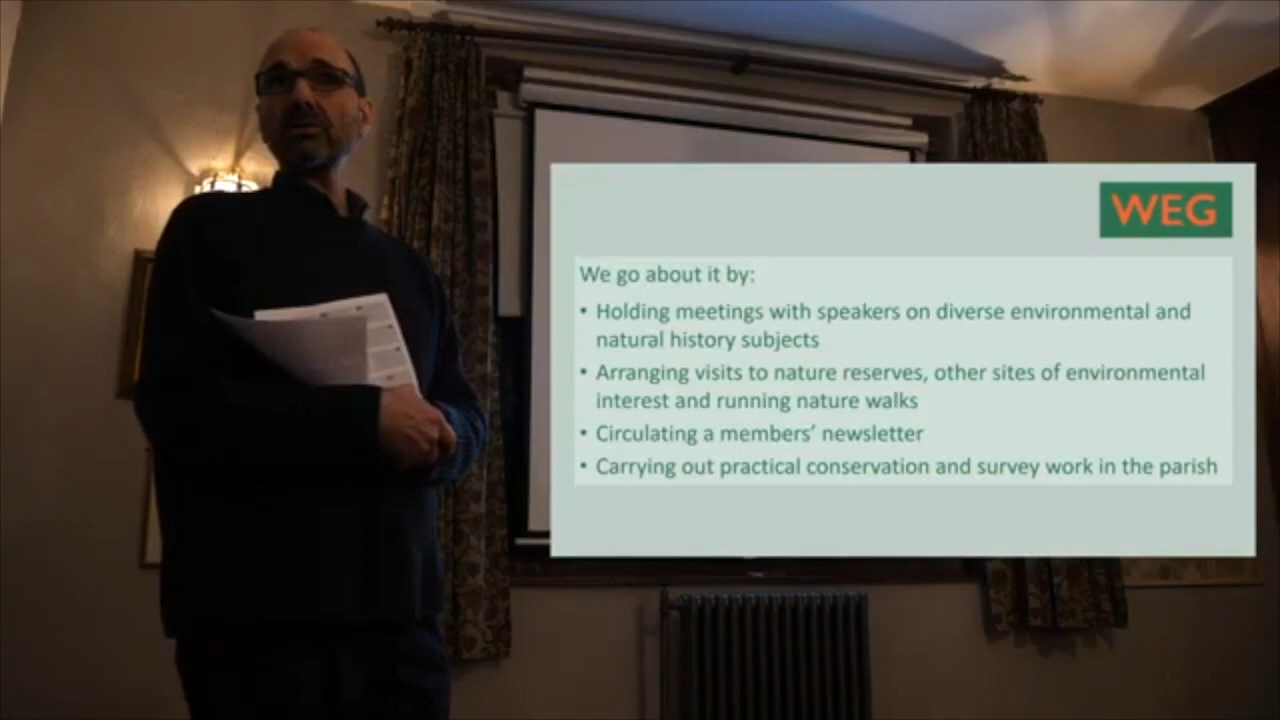 WEG
We go about it by:
• Holding meetings with speakers on diverse environmental and
natural history subjects
• Arranging visits to nature reserves, other sites of environmental
interest and running nature walks
• Circulating a members’ newsletter
• Carrying out practical conservation and survey work in the parish